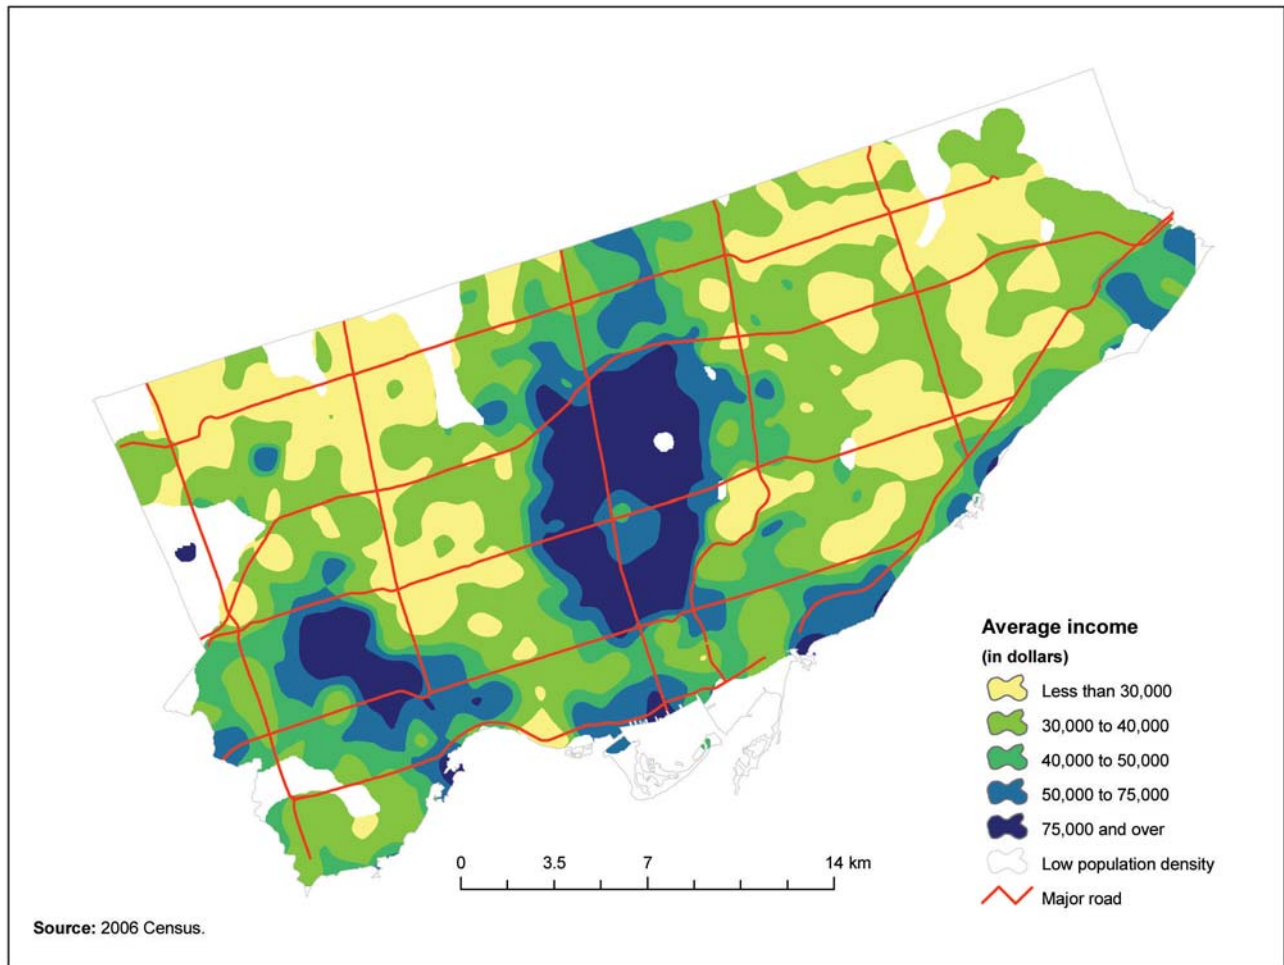 Average income
(in dollars)
Less than 30,000
30,000 to 40,000
40,000 to 50,000
50,000 to 75,000
75,000 and over
Low population density
Major road
0 3.5 7 14 km
Source: 2006 Census.